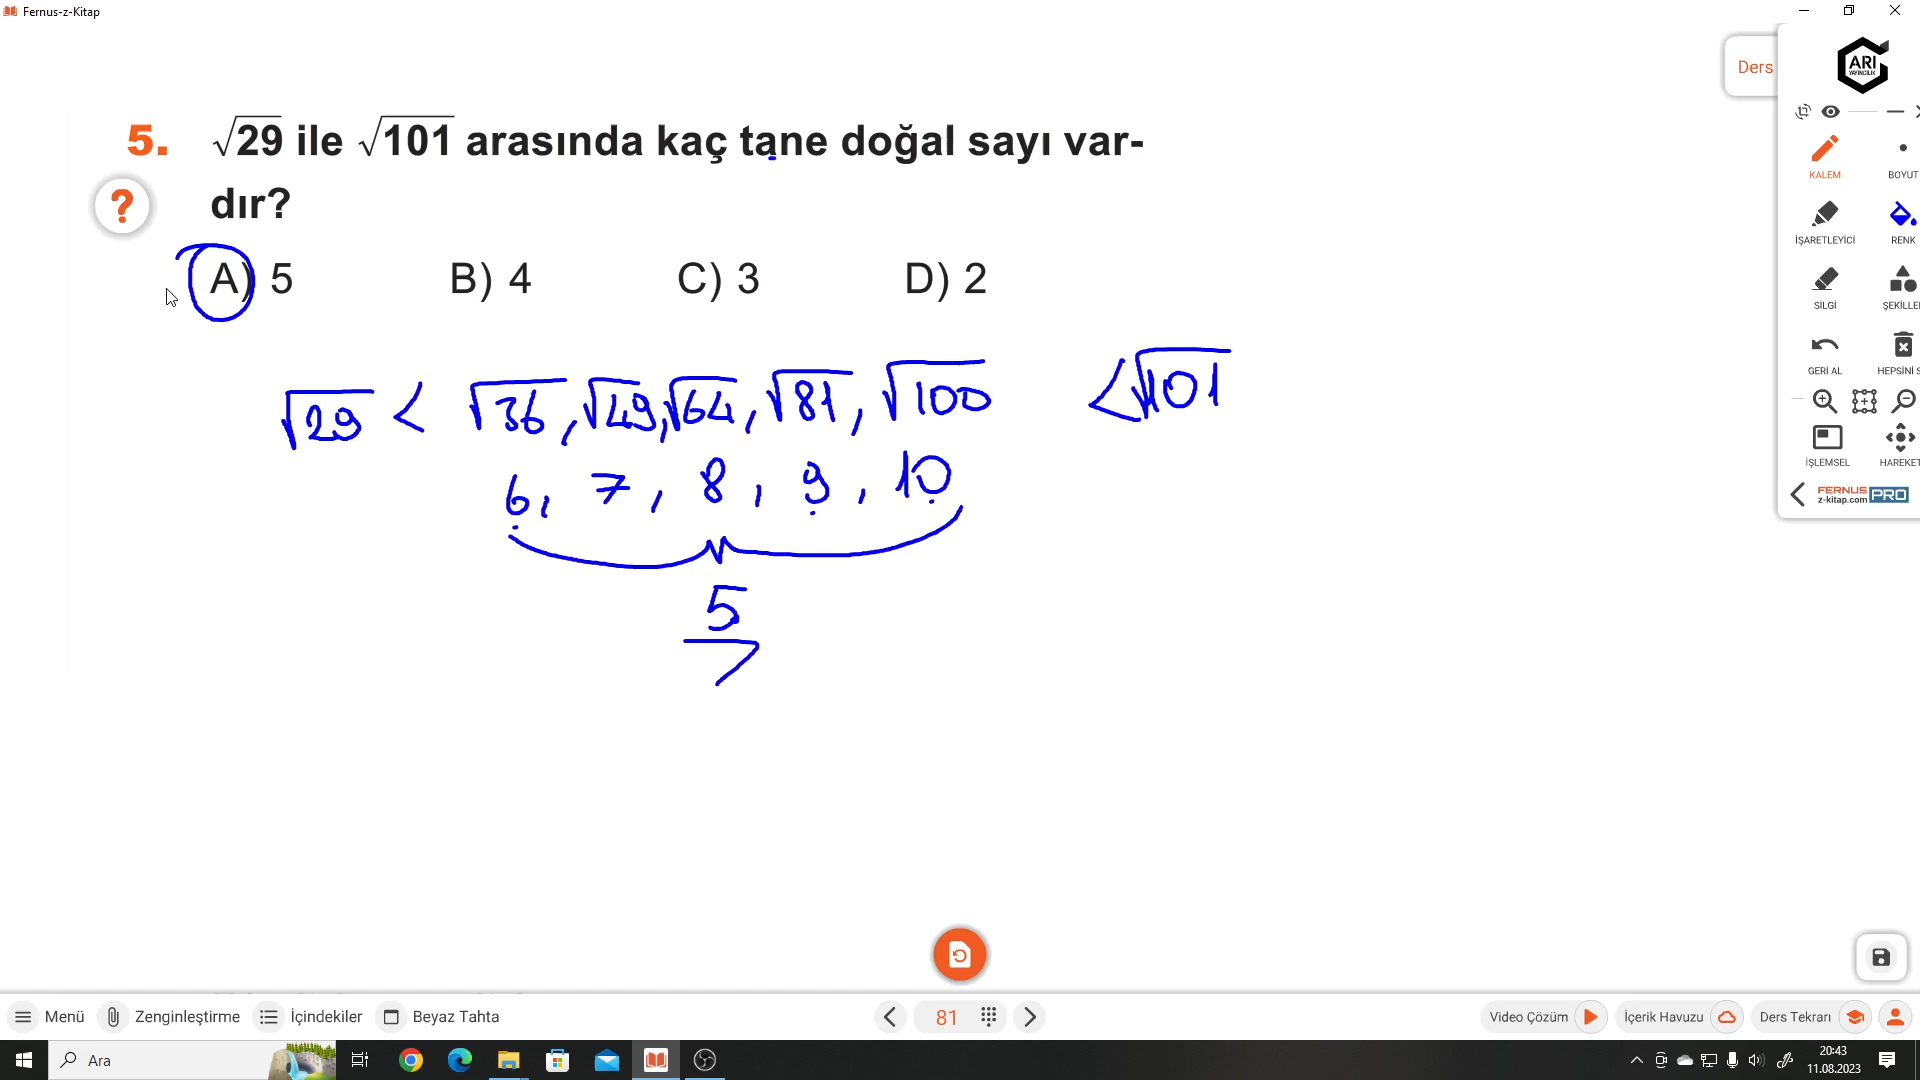 Fernus-z-Kitap
Ders
ARI
YAYINCILIK
5. √29 ile √101 arasında kaç tane doğal sayı var-
dır?
?
A) 5 B) 4 C) 3 D) 2
√29 < √36, √49, √64, √81, √100 < √101
6, 7, 8, 9, 10
5
KALEM
BOYUT
İŞARETLEYİCİ
RENK
SİLGİ
ŞEKİLLE
GERİ AL
HEPSİNİ S
İŞLEMSEL
HAREKET
FERNUS
z-kitap.com PRO
Menü
Zenginleştirme
İçindekiler
Beyaz Tahta
81
Video Çözüm
İçerik Havuzu
Ders Tekrarı
Ara
20:43
11.08.2023